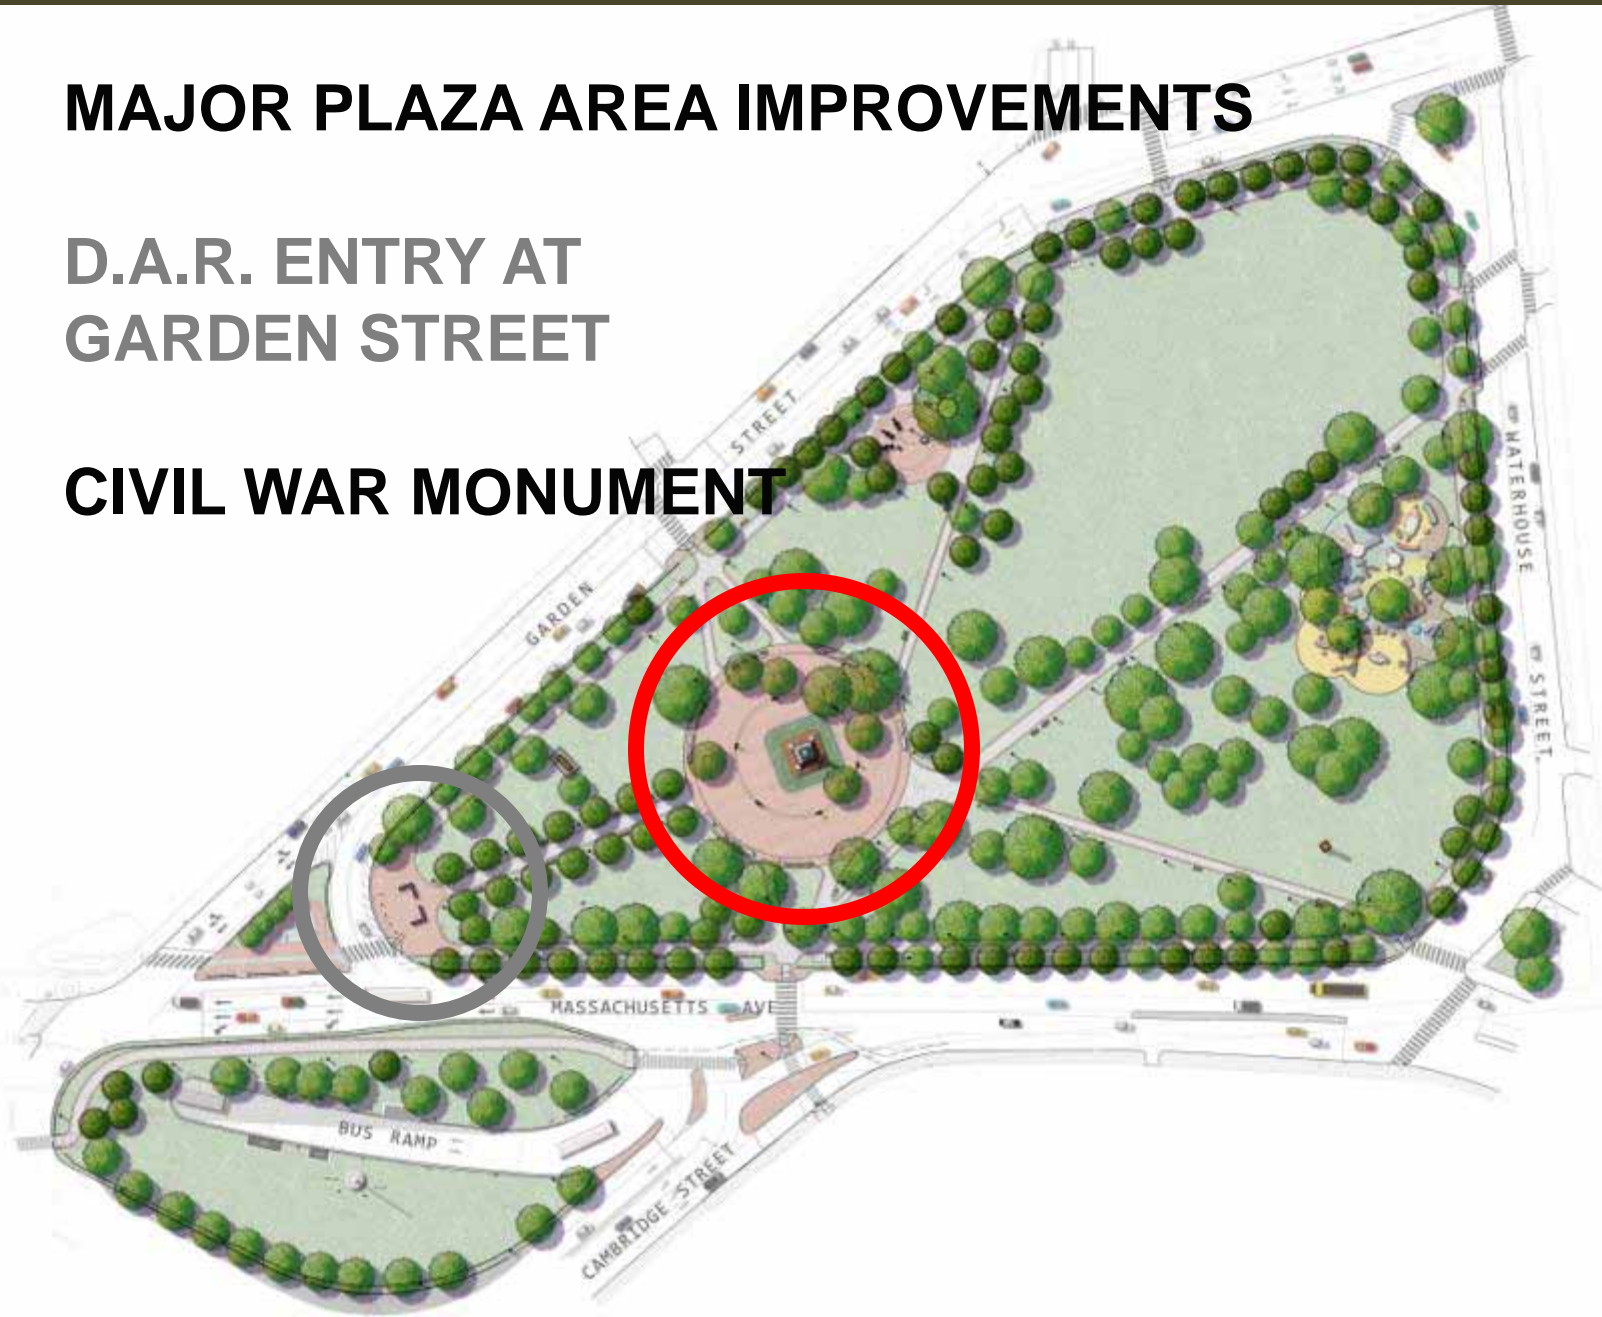 MAJOR PLAZA AREA IMPROVEMENTS
D.A.R. ENTRY AT
GARDEN STREET
CIVIL WAR MONUMENT
STREET
GARDEN
WATERHOUSE
STREET
MASSACHUSETTS AVE
BUS RAMP
CAMBRIDGE STREET